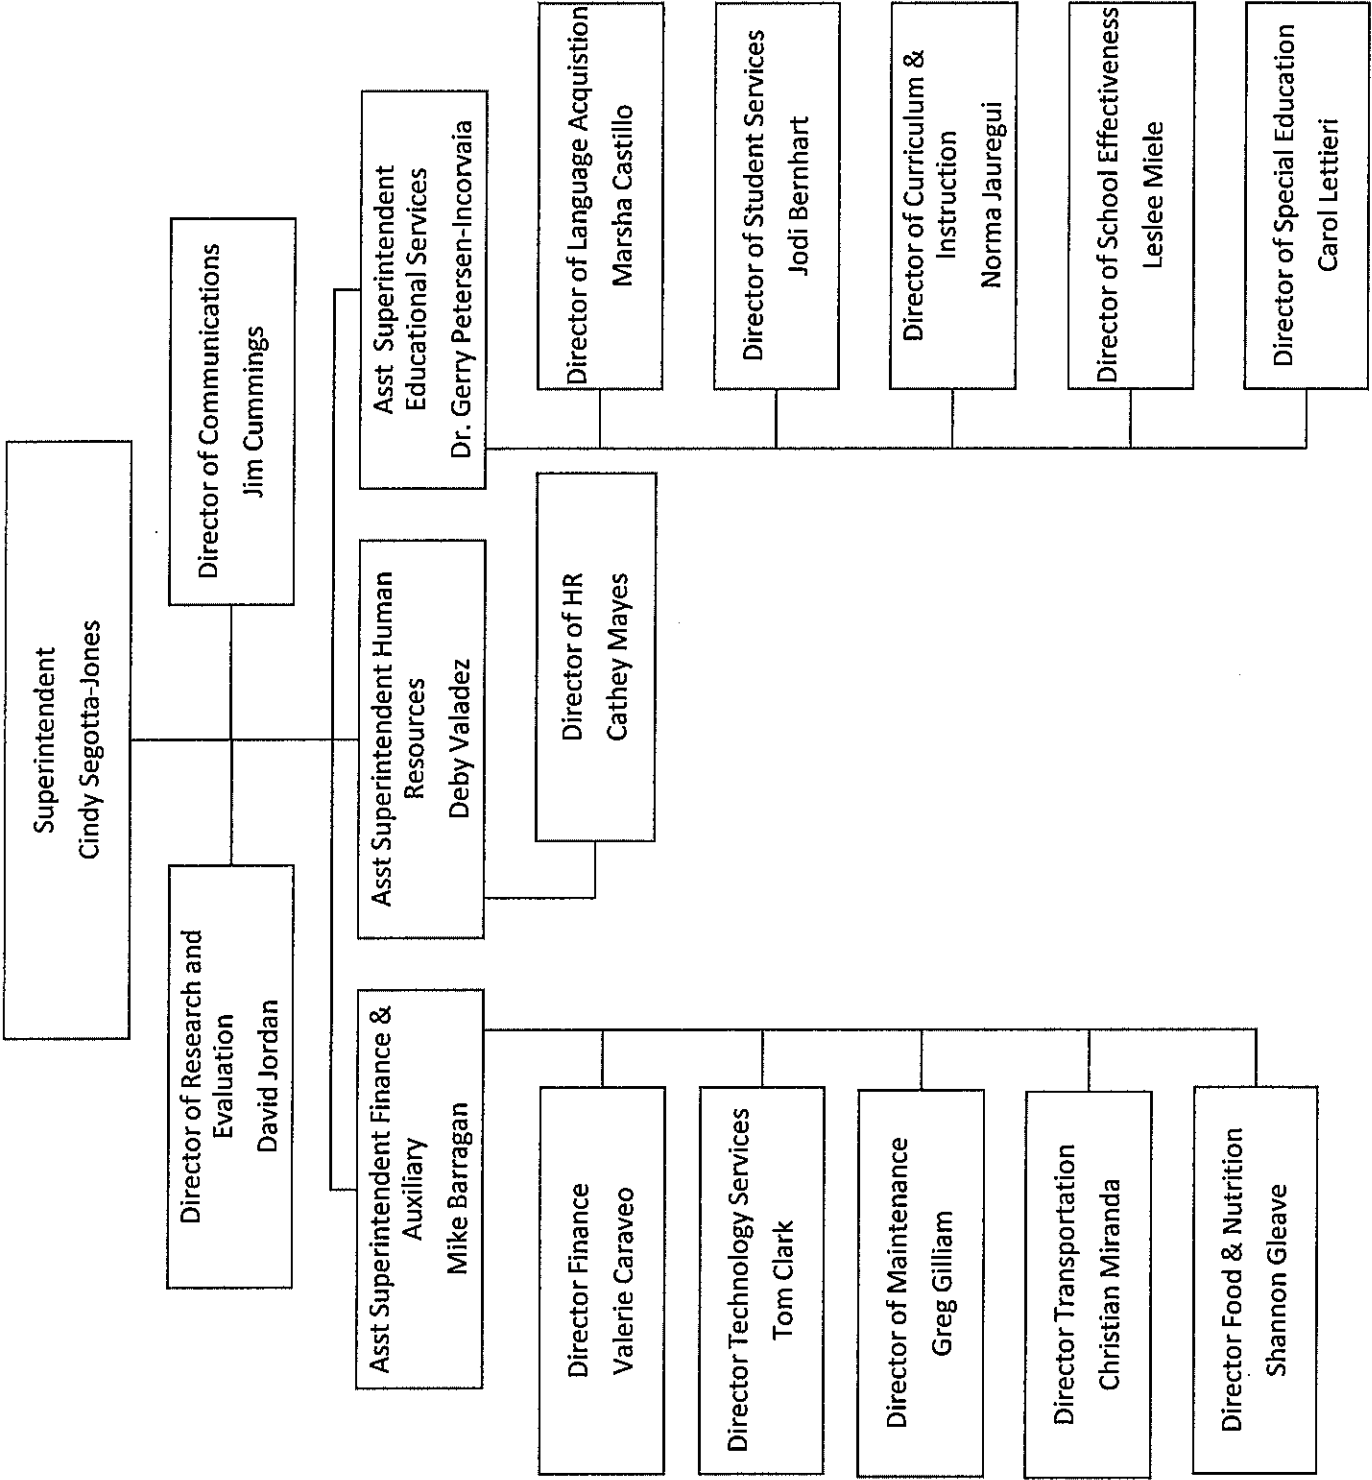 Superintendent
Cindy Segotta-Jones
Director of Research and
Evaluation
David Jordan
Director of Communications
Jim Cummings
Asst Superintendent Finance &
Auxiliary
Mike Barragan
Asst Superintendent Human
Resources
Deby Valadez
Asst Superintendent
Educational Services
Dr. Gerry Petersen-Incorvaia
Director Finance
Valerie Caraveo
Director Technology Services
Tom Clark
Director of Maintenance
Greg Gilliam
Director Transportation
Christian Miranda
Director Food & Nutrition
Shannon Gleave
Director of HR
Cathey Mayes
Director of Language Acquistion
Marsha Castillo
Director of Student Services
Jodi Bernhart
Director of Curriculum &
Instruction
Norma Jauregui
Director of School Effectiveness
Leslee Miele
Director of Special Education
Carol Lettieri